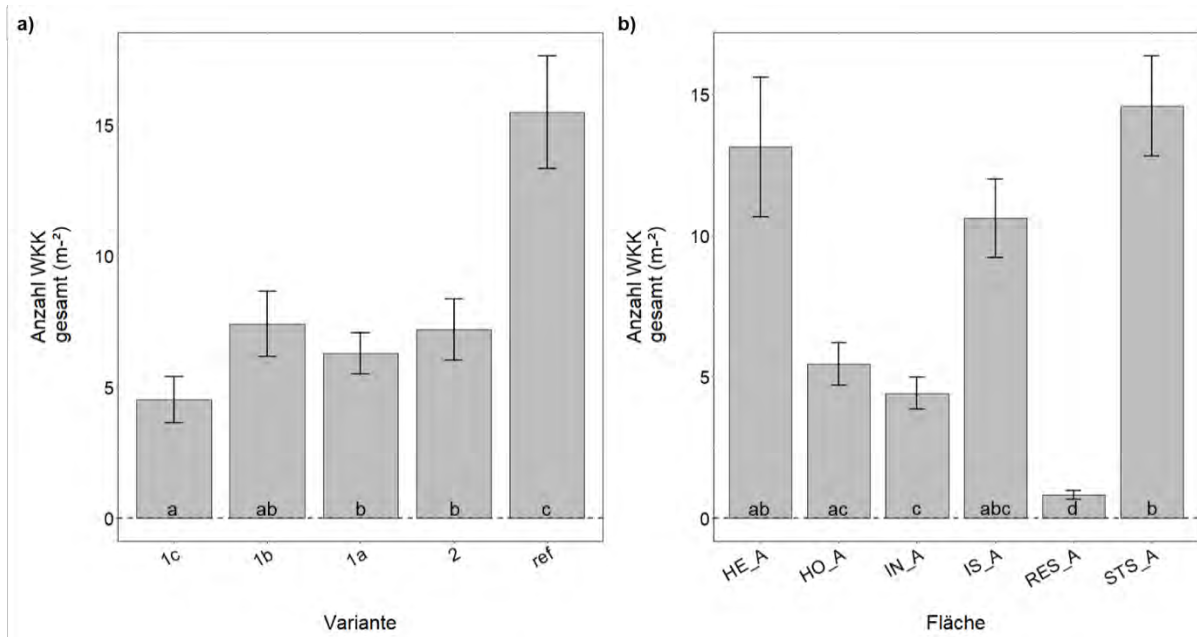 a)
Anzahl WKK
gesamt (m-²)
15
10
5
0
a ab b b c
1c 1b 1a 2 ref
Variante
b)
Anzahl WKK
gesamt (m-²)
15
10
5
0
ab ac c abc d b
HE_A HO_A IN_A IS_A RES_A STS_A
Fläche